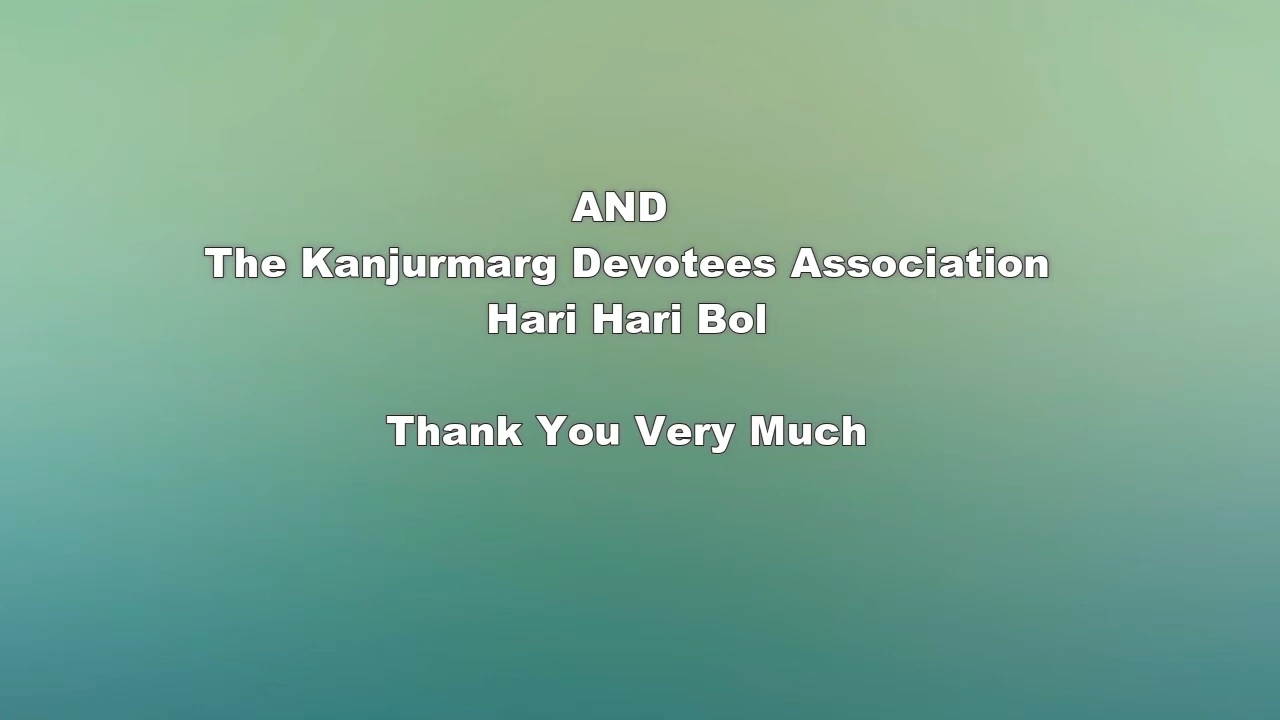 AND
The Kanjurmarg Devotees Association
Hari Hari Bol
Thank You Very Much